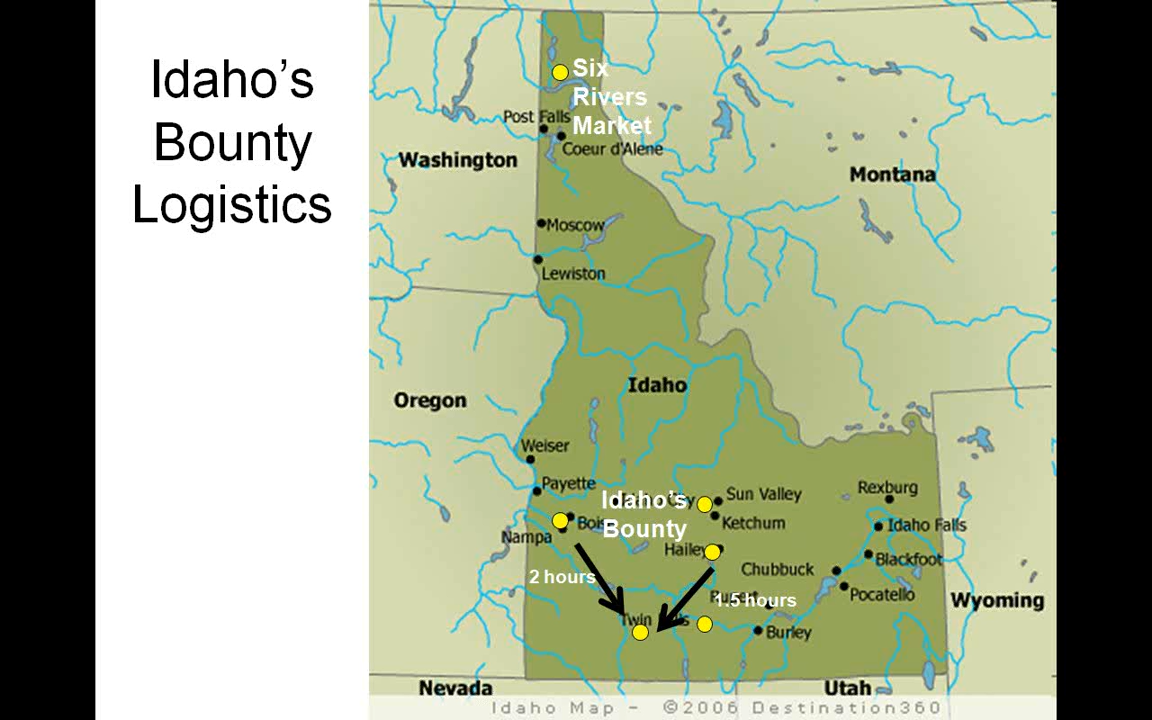 Idaho's
Bounty
Logistics
Six
Rivers
Market
Post Falls
Coeur d'Alene
Washington
Montana
Moscow
Lewiston
Idaho
Oregon
Weiser
Payette
Rexburg
Sun Valley
Idaho's
Bounty
Ketchum
Idaho Falls
Nampa
Hailey
Blackfoot
Chubbuck
2 hours
1.5 hours
Pocatello
Wyoming
Twin
Burley
Nevada
Utah
Idaho Map - ©2006 Destination360